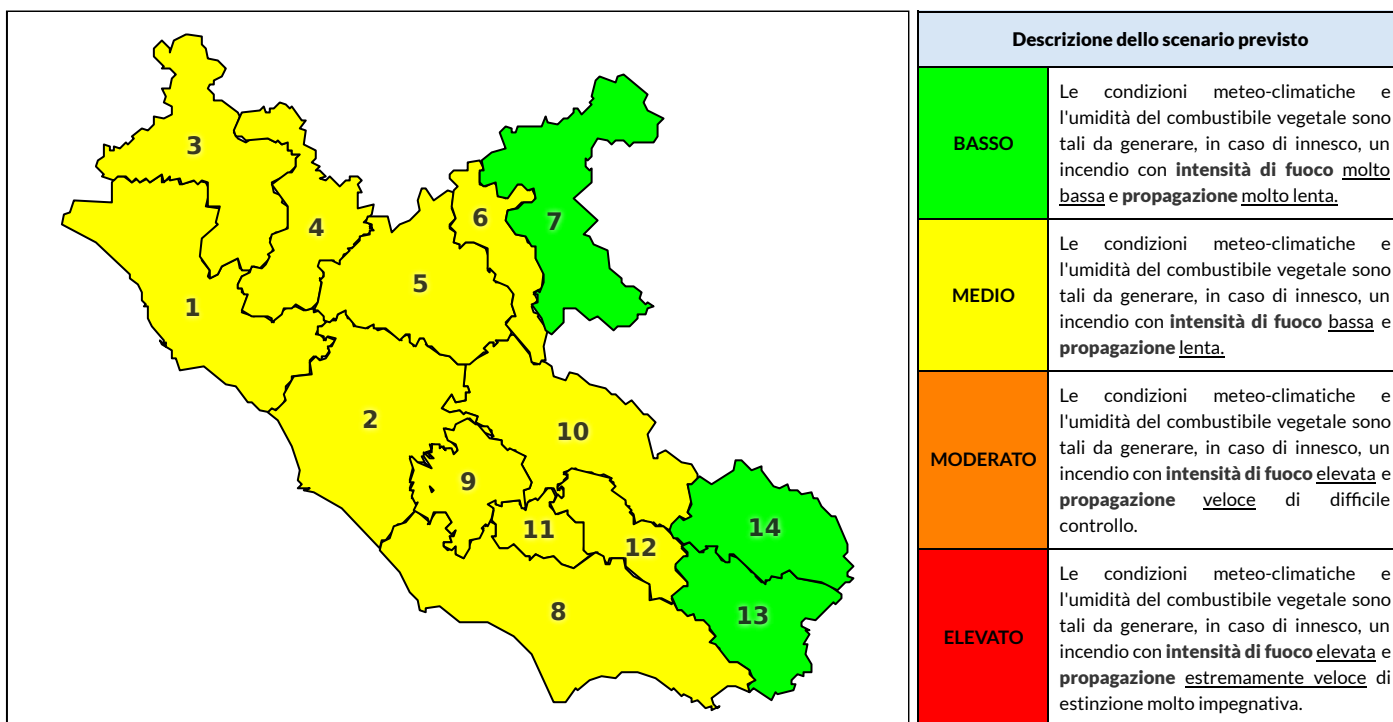 3
4
6
7
5
1
2
10
9
11
12
14
8
13
Descrizione dello scenario previsto
BASSO
Le condizioni meteo-climatiche e
l'umidità del combustibile vegetale sono
tali da generare, in caso di innesco, un
incendio con intensità di fuoco molto
bassa e propagazione molto lenta.
MEDIO
Le condizioni meteo-climatiche e
l'umidità del combustibile vegetale sono
tali da generare, in caso di innesco, un
incendio con intensità di fuoco bassa e
propagazione lenta.
MODERATO
Le condizioni meteo-climatiche e
l'umidità del combustibile vegetale sono
tali da generare, in caso di innesco, un
incendio con intensità di fuoco elevata e
propagazione veloce di difficile
controllo.
ELEVATO
Le condizioni meteo-climatiche e
l'umidità del combustibile vegetale sono
tali da generare, in caso di innesco, un
incendio con intensità di fuoco elevata e
propagazione estremamente veloce di
estinzione molto impegnativa.